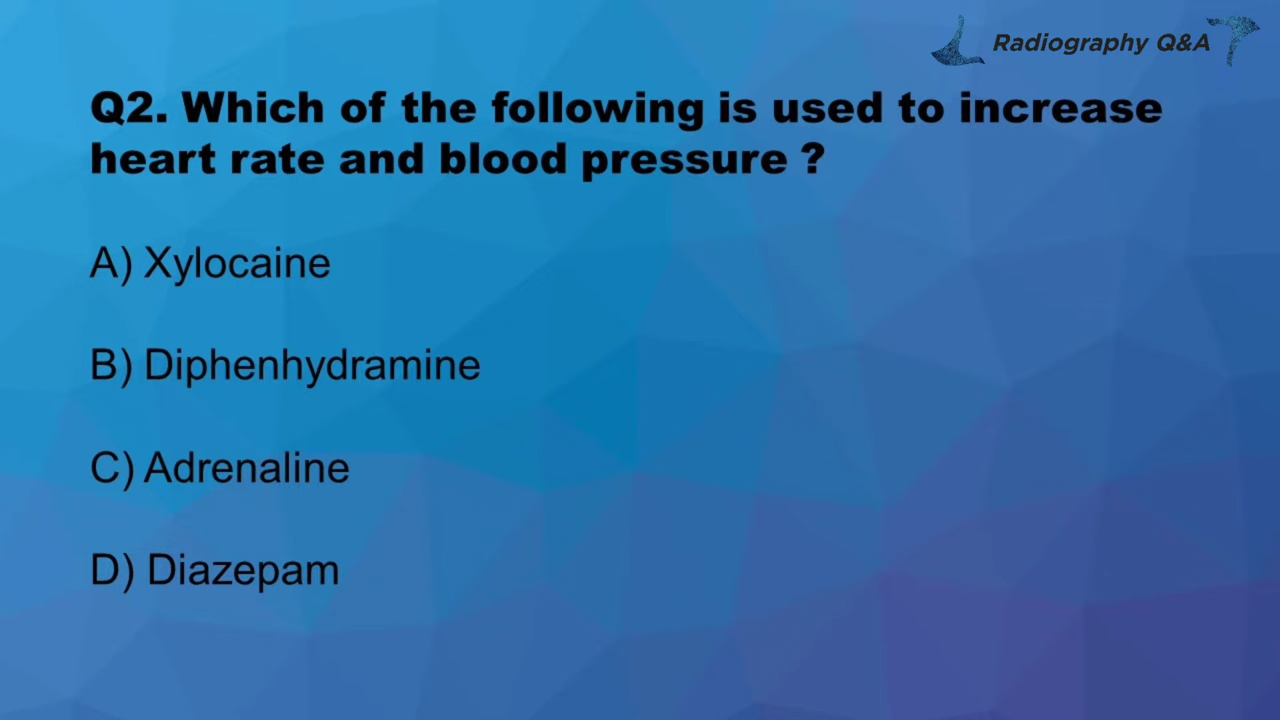 Radiography Q&A
Q2. Which of the following is used to increase
heart rate and blood pressure ?
A) Xylocaine
B) Diphenhydramine
C) Adrenaline
D) Diazepam